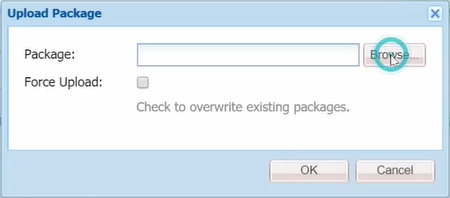 Upload Package
Package: Browse...
Force Upload:
Check to overwrite existing packages.
OK Cancel